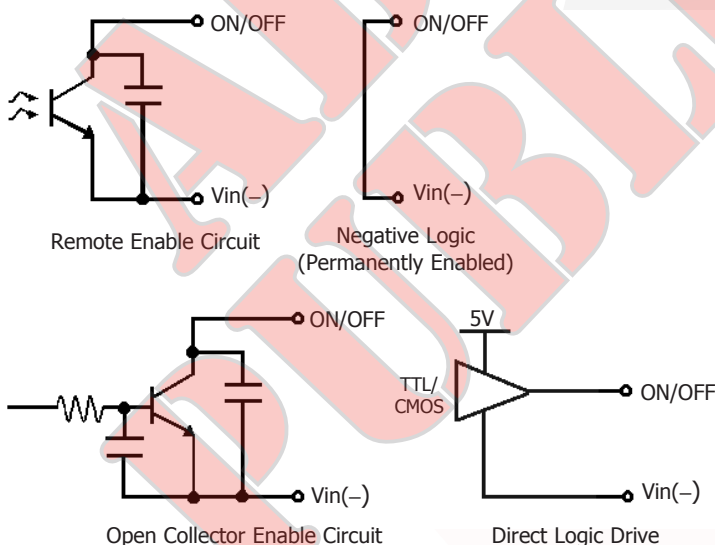 ON/OFF
Vin(−)
Remote Enable Circuit
ON/OFF
Vin(−)
Negative Logic
(Permanently Enabled)
ON/OFF
Vin(−)
Open Collector Enable Circuit
5V
TTL/
CMOS
ON/OFF
Vin(−)
Direct Logic Drive